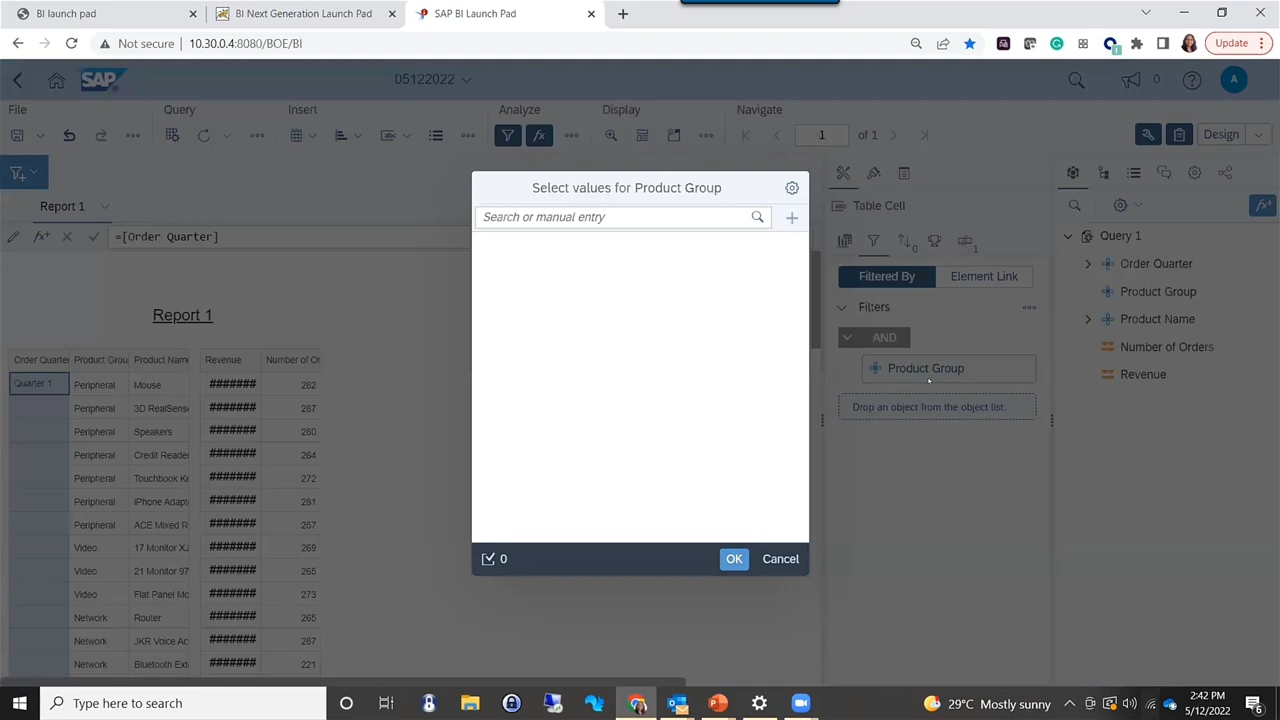 BI launch pad
BI Next Generation Launch Pad
SAP BI Launch Pad
Not secure
10.30.0.4:8080/BOE/BI
Update
SAP
05122022
0
A
File
Query
Insert
Analyze
Display
Navigate
1
of 1
Design
Report 1
=[Order Quarter]
Select values for Product Group
Search or manual entry
0
OK
Cancel
Report 1
Order Quarter Product Grou Product Name Revenue Number of Or
Quarter 1 Peripheral Mouse ####### 282
Peripheral 3D RealSens ####### 287
Peripheral Speakers ####### 280
Peripheral Credit Reade ####### 264
Peripheral Touchbook Ke ####### 272
Peripheral iPhone Adapt ####### 281
Peripheral ACE Mixed R ####### 257
Video 17 Monitor XJ ####### 269
Video 21 Monitor 97 ####### 265
Video Flat Panel Mo ####### 273
Network Router ####### 265
Network JKR Voice Ac ####### 287
Network Bluetooth Ext ####### 221
Table Cell
0
1
Filtered By
Element Link
Filters
AND
Product Group
Drop an object from the object list.
Query 1
Order Quarter
Product Group
Product Name
Number of Orders
Revenue
Type here to search
29°C Mostly sunny
2:42 PM
5/12/2022
6